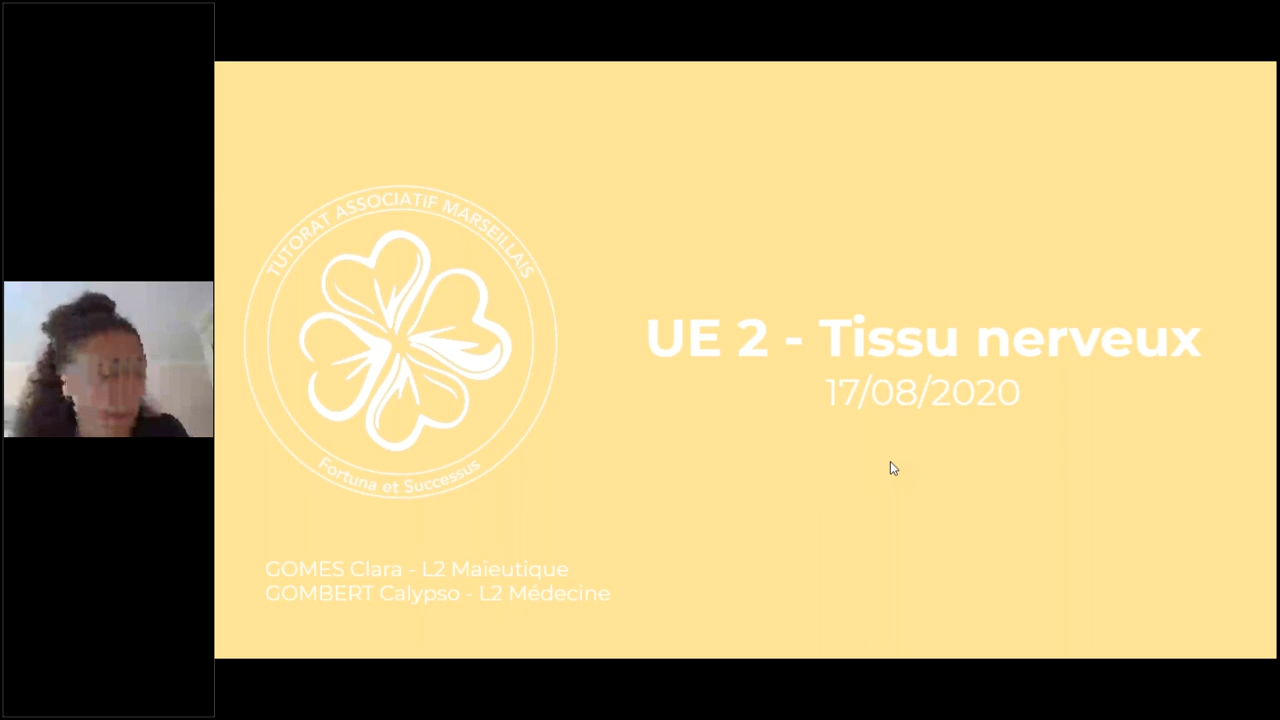 TUTORAT ASSOCIATIF MARSEILLAIS
Fortuna et Successus
UE 2 - Tissu nerveux
17/08/2020
GOMES Clara - L2 Maïeutique
GOMBERT Calypso - L2 Médecine